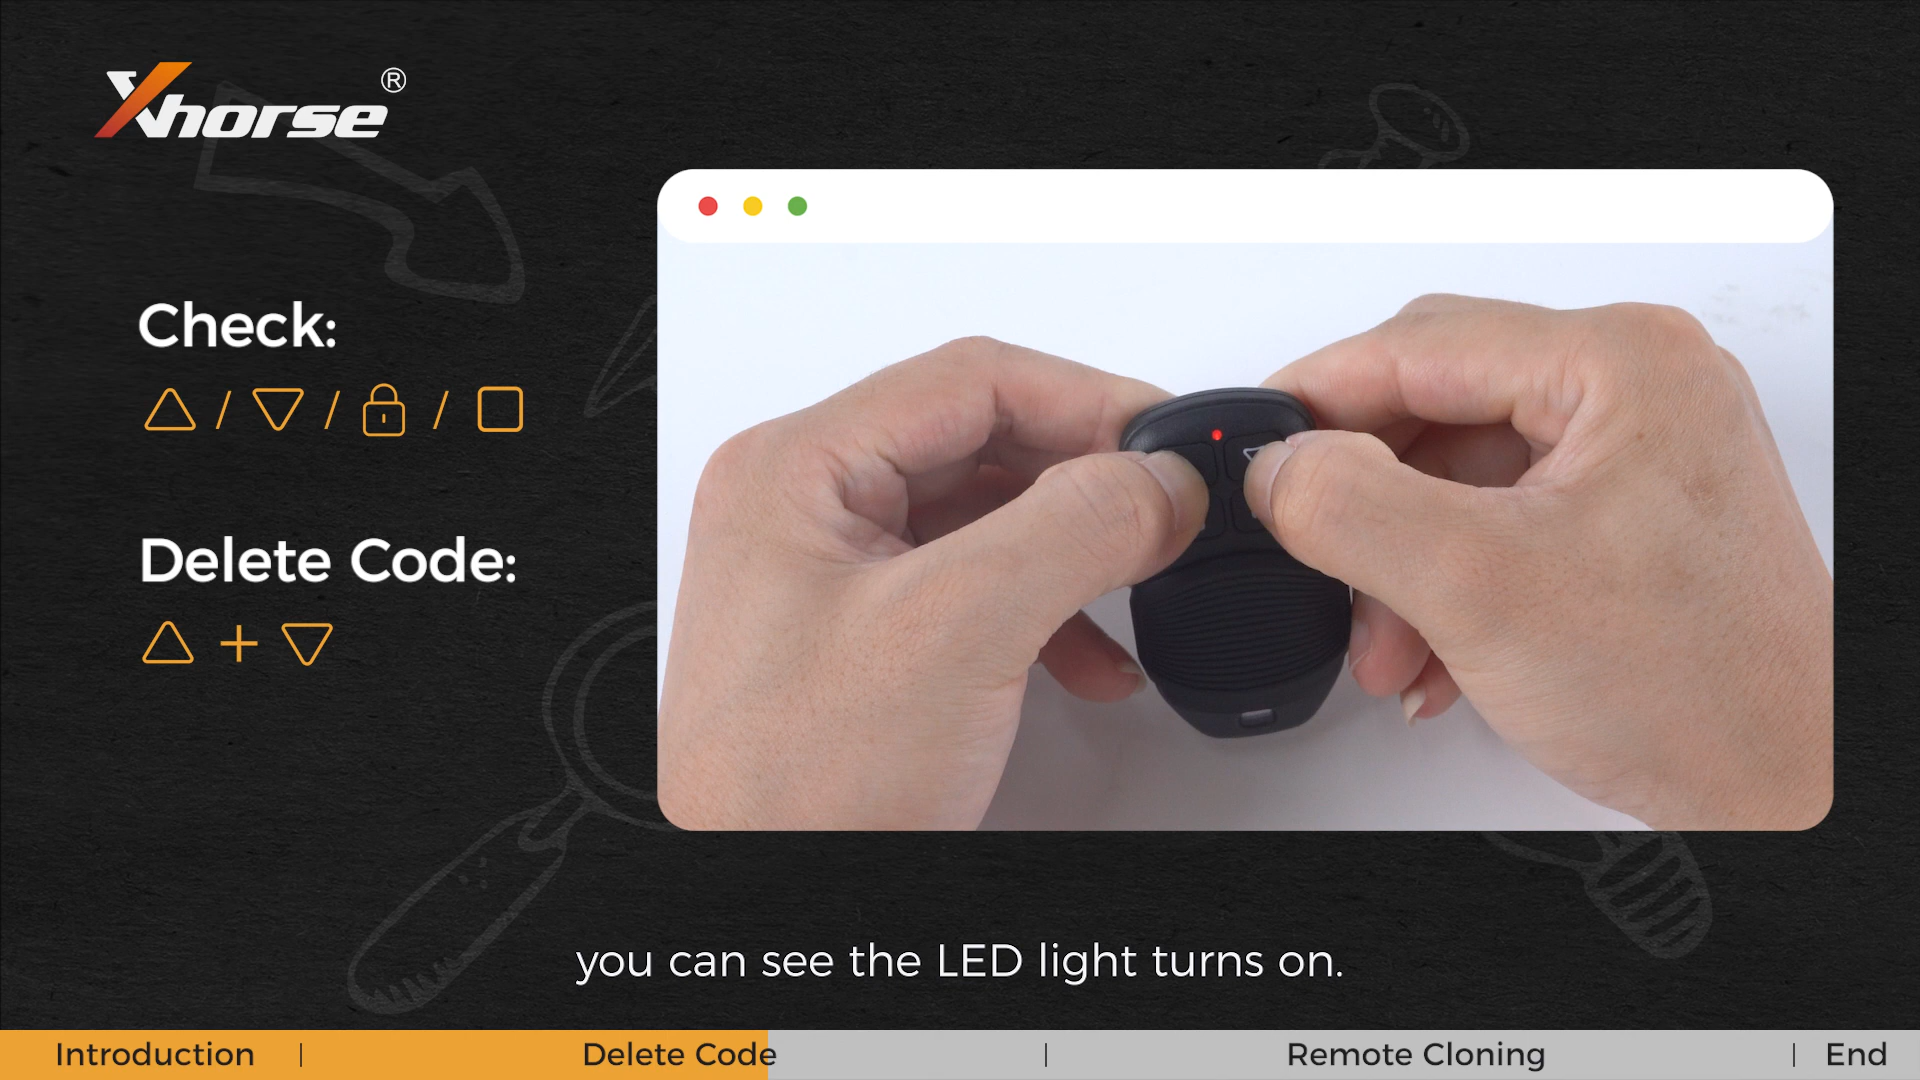 Xhorse®
Check:
△ / ▽ / 🔒 / □
Delete Code:
△ + ▽
you can see the LED light turns on.
Introduction | Delete Code | Remote Cloning | End